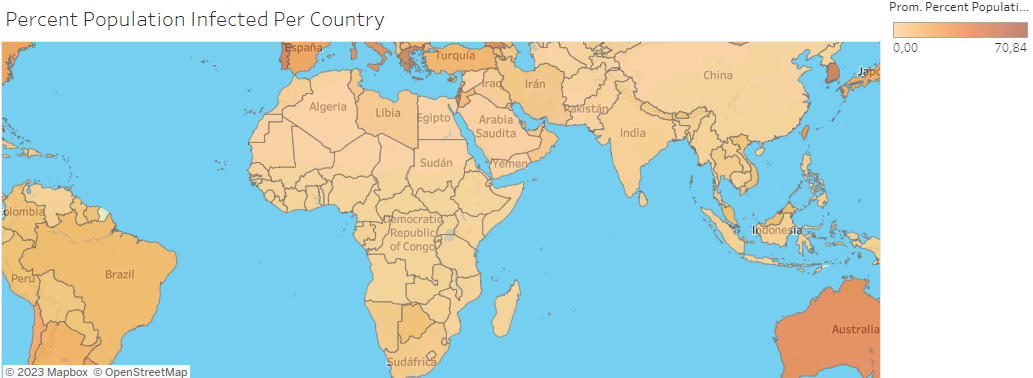 Percent Population Infected Per Country
Prom. Percent Populati...
0,00 70,84
España
Turquía
China
Japo
Iraq
Irán
Argelia
Libia
Egipto
Arabia
Saudita
Pakistán
India
Sudán
Yemen
olombia
Democratic
Republic
of Congo
Indonesia
Perú
Brazil
Australia
Sudáfrica
© 2023 Mapbox © OpenStreetMap